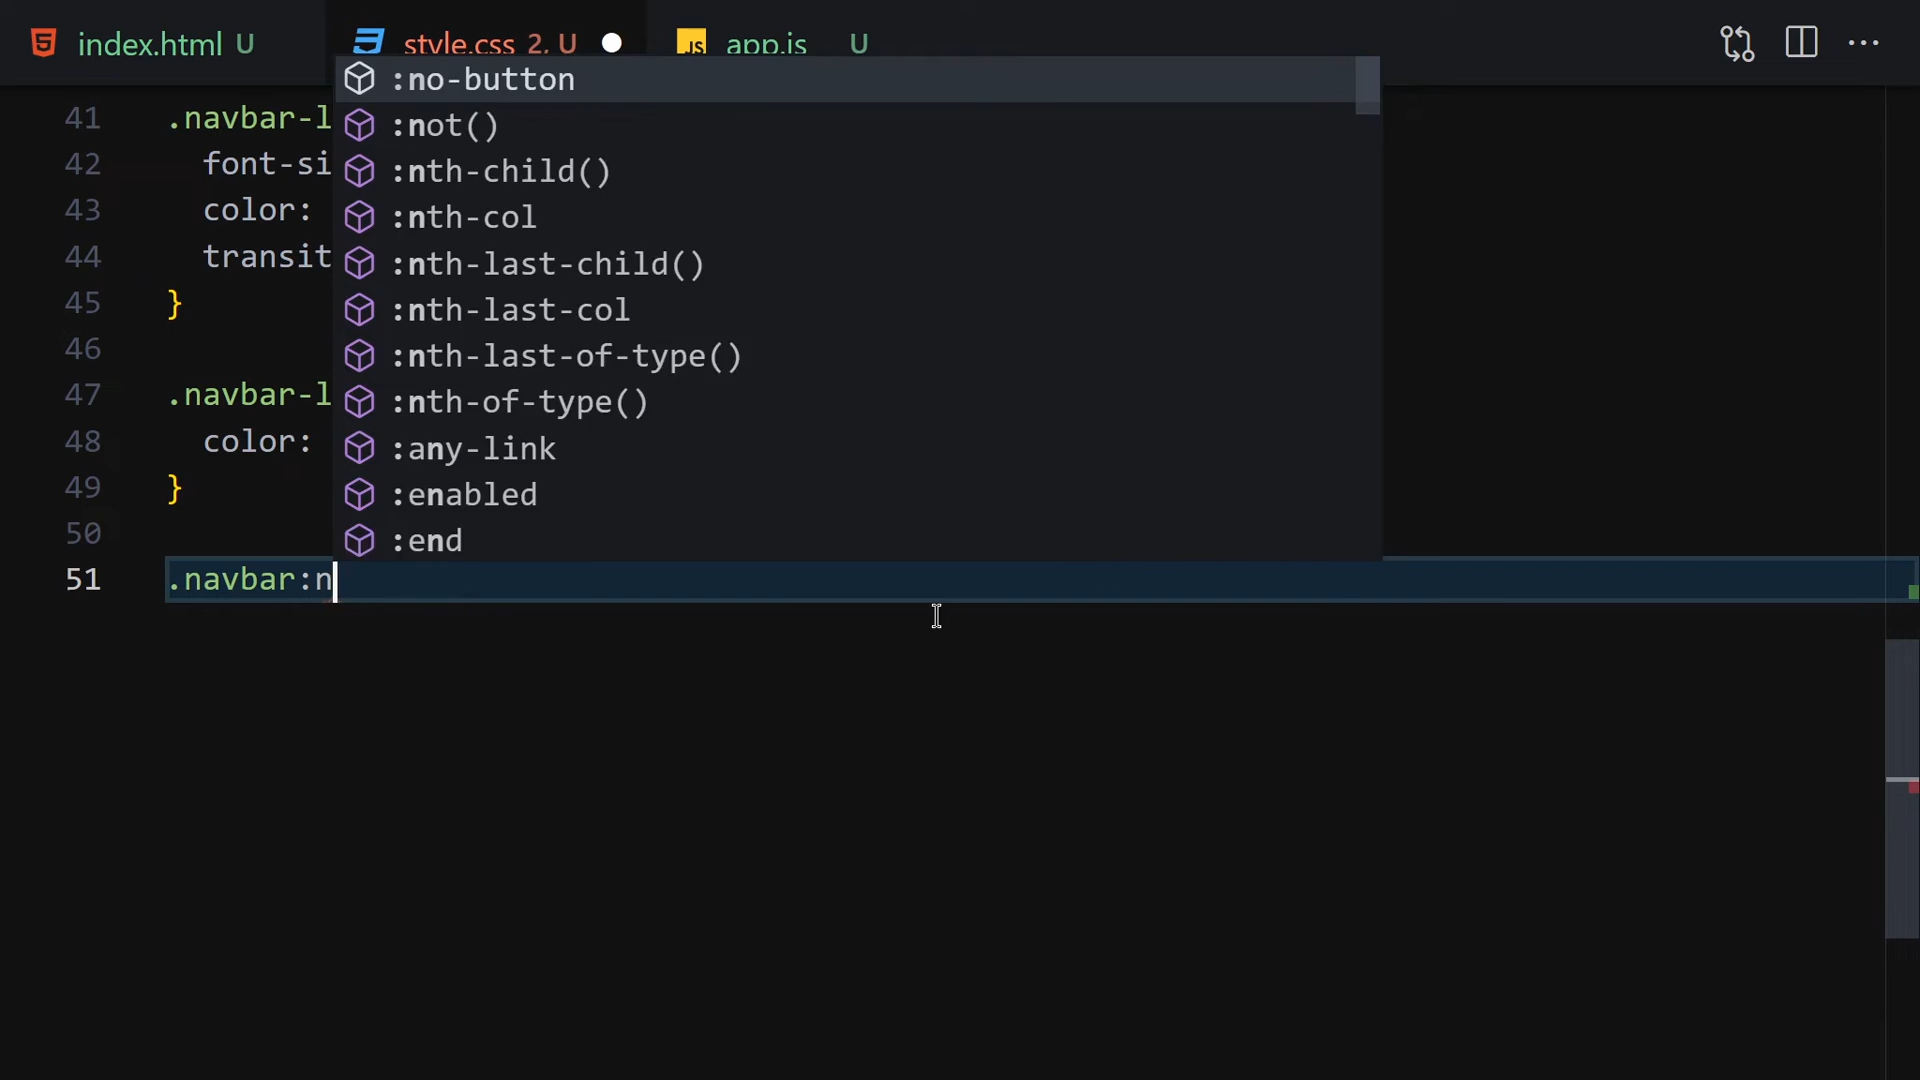 index.html U
style.css 2, U
app.js U
:no-button
:not()
:nth-child()
:nth-col
:nth-last-child()
:nth-last-col
:nth-last-of-type()
:nth-of-type()
:any-link
:enabled
:end
41 .navbar-l
42 font-si
43 color:
44 transit
45 }
46
47 .navbar-l
48 color:
49 }
50
51 .navbar:n